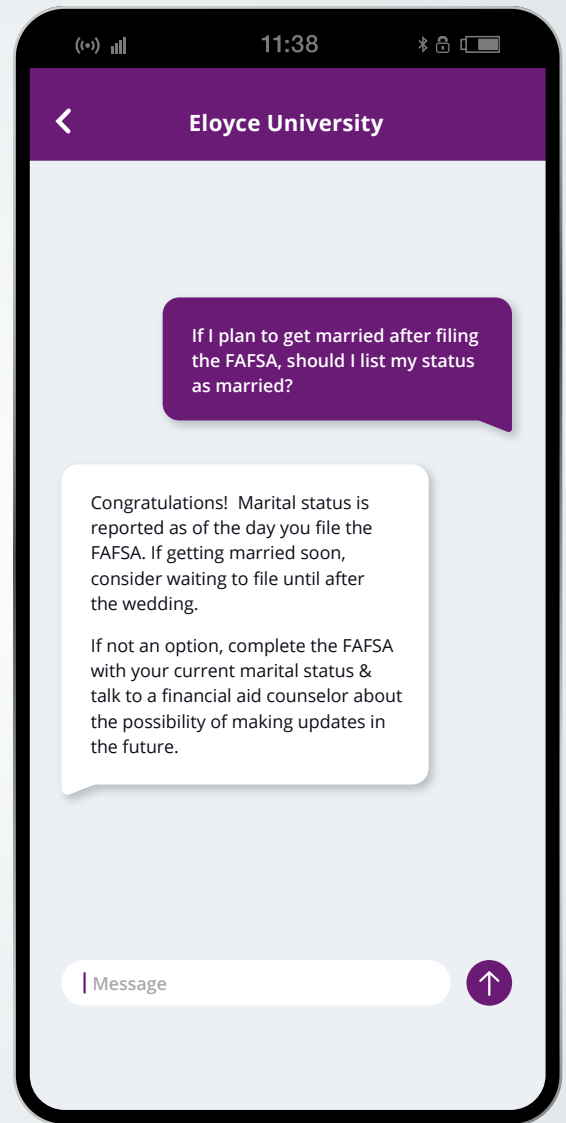 11:38
Eloyce University
If I plan to get married after filing
the FAFSA, should I list my status
as married?
Congratulations!  Marital status is
reported as of the day you file the
FAFSA. If getting married soon,
consider waiting to file until after
the wedding.
If not an option, complete the FAFSA
with your current marital status &
talk to a financial aid counselor about
the possibility of making updates in
the future.
Message